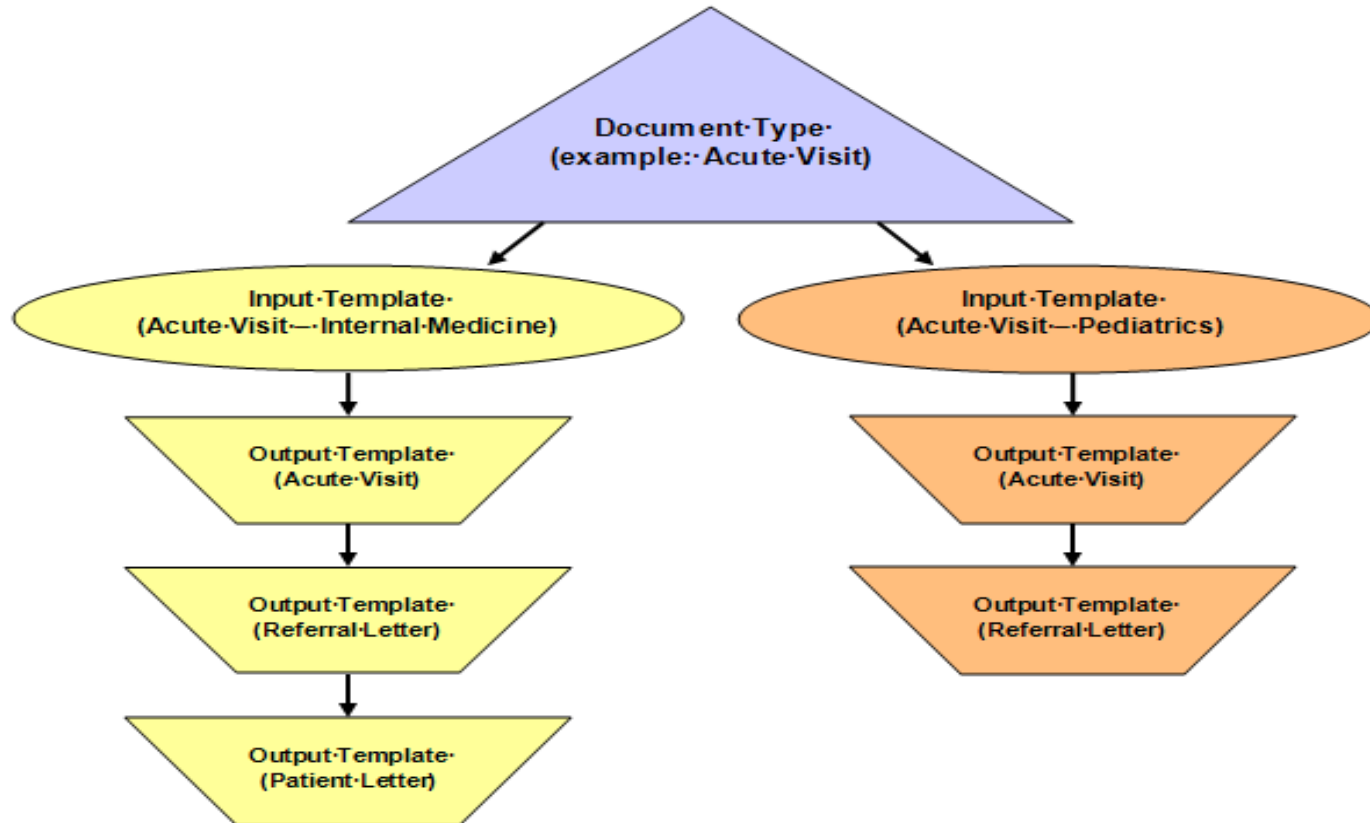 Document·Type·
(example:·Acute·Visit)
Input·Template·
(Acute·Visit·–·Internal·Medicine)
Input·Template·
(Acute·Visit·–·Pediatrics)
Output·Template·
(Acute·Visit)
Output·Template·
(Acute·Visit)
Output·Template·
(Referral·Letter)
Output·Template·
(Referral·Letter)
Output·Template·
(Patient·Letter)